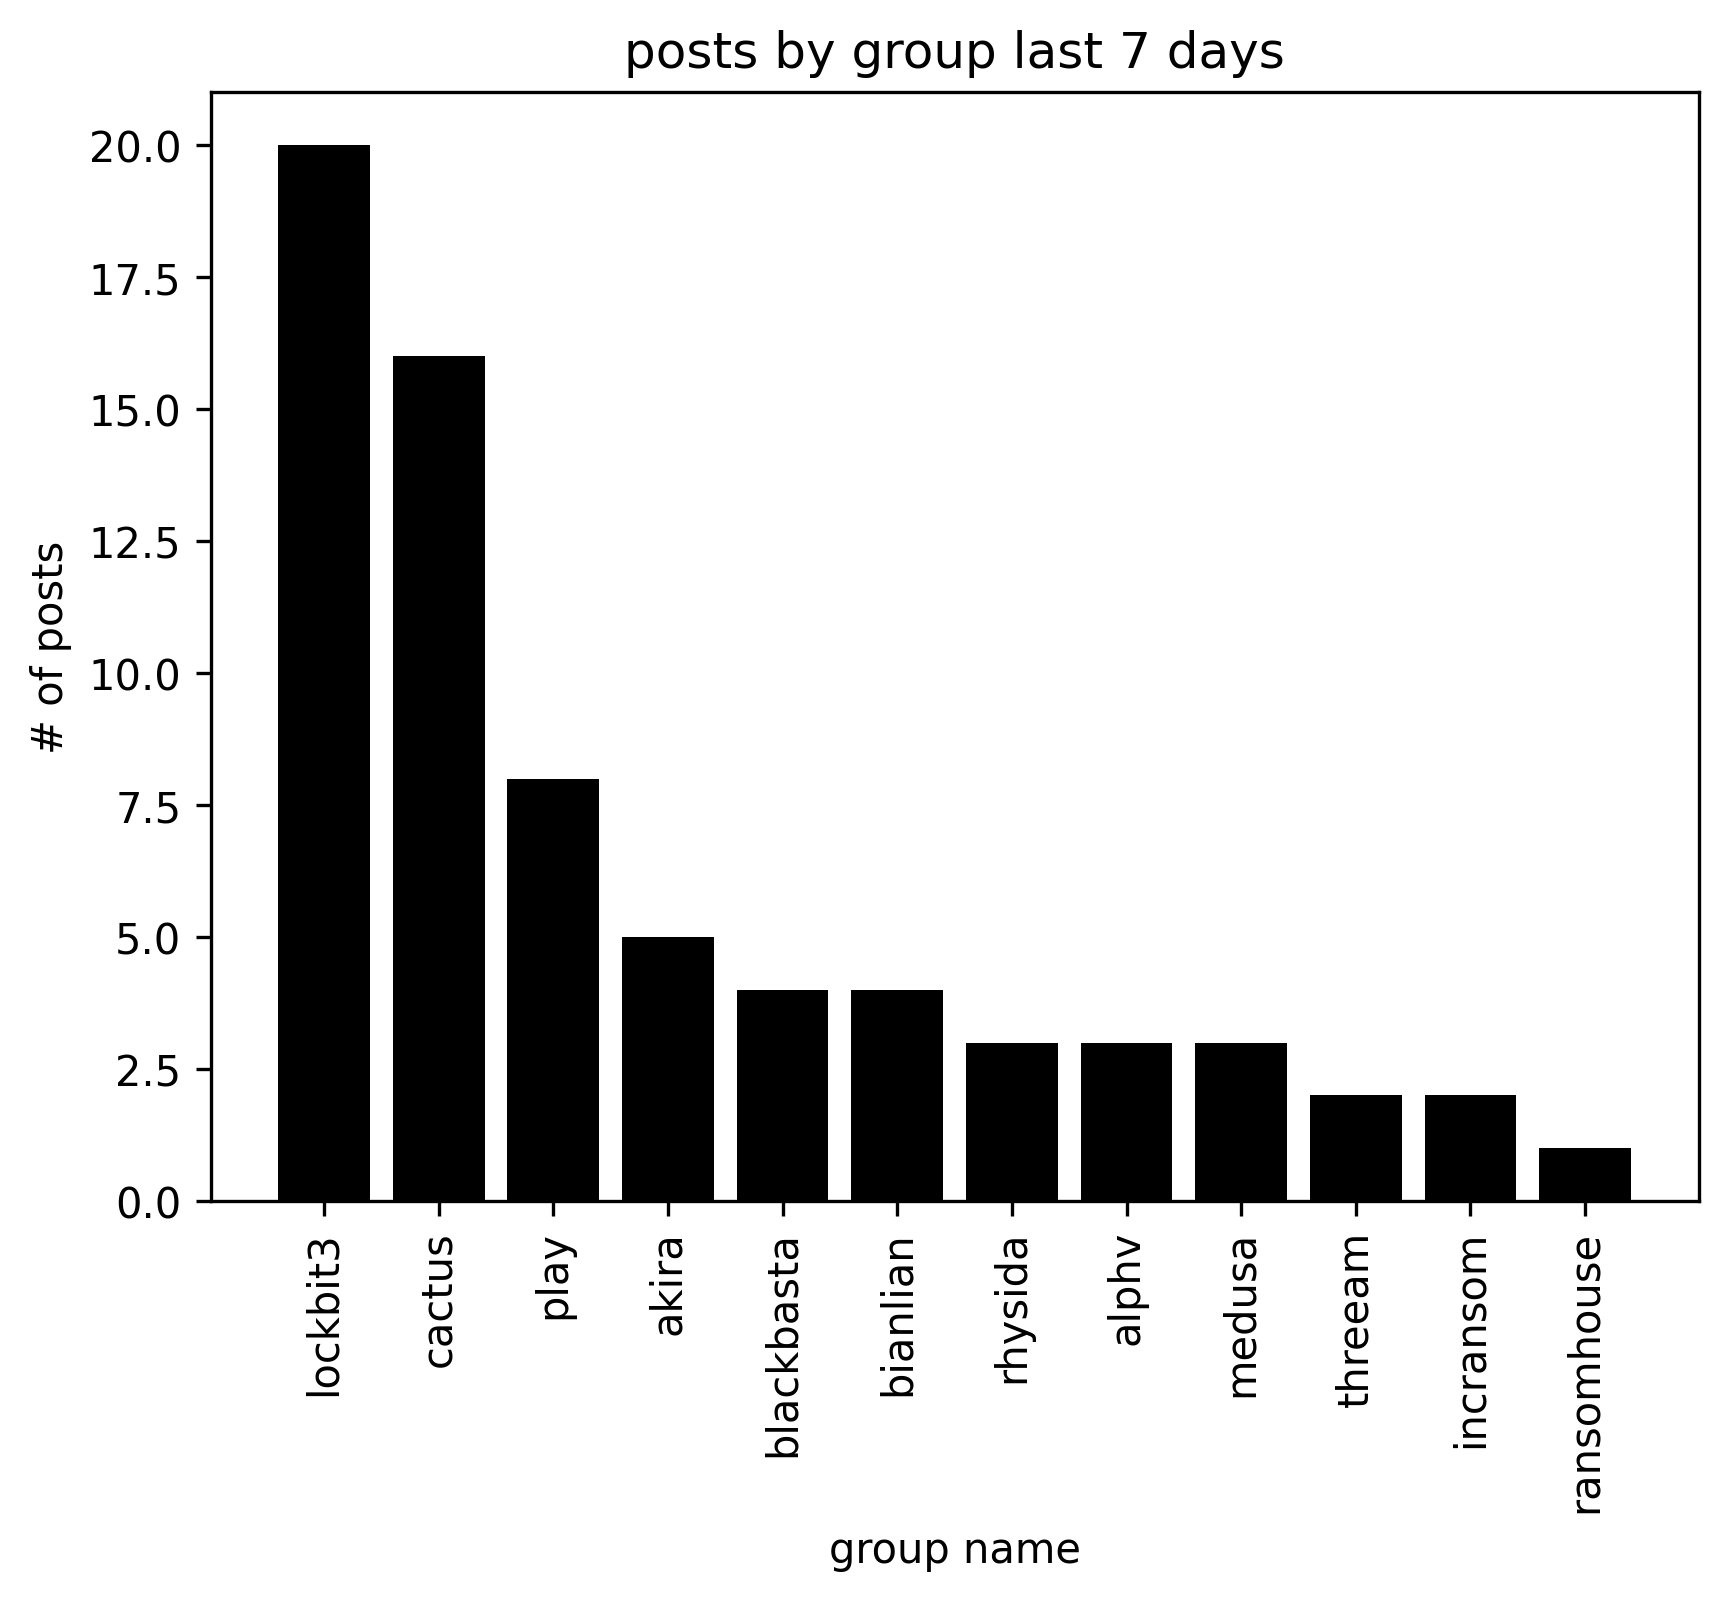 posts by group last 7 days
# of posts
20.0
17.5
15.0
12.5
10.0
7.5
5.0
2.5
0.0
lockbit3
cactus
play
akira
blackbasta
bianlian
rhysida
alphv
medusa
threeam
incransom
ransomhouse
group name